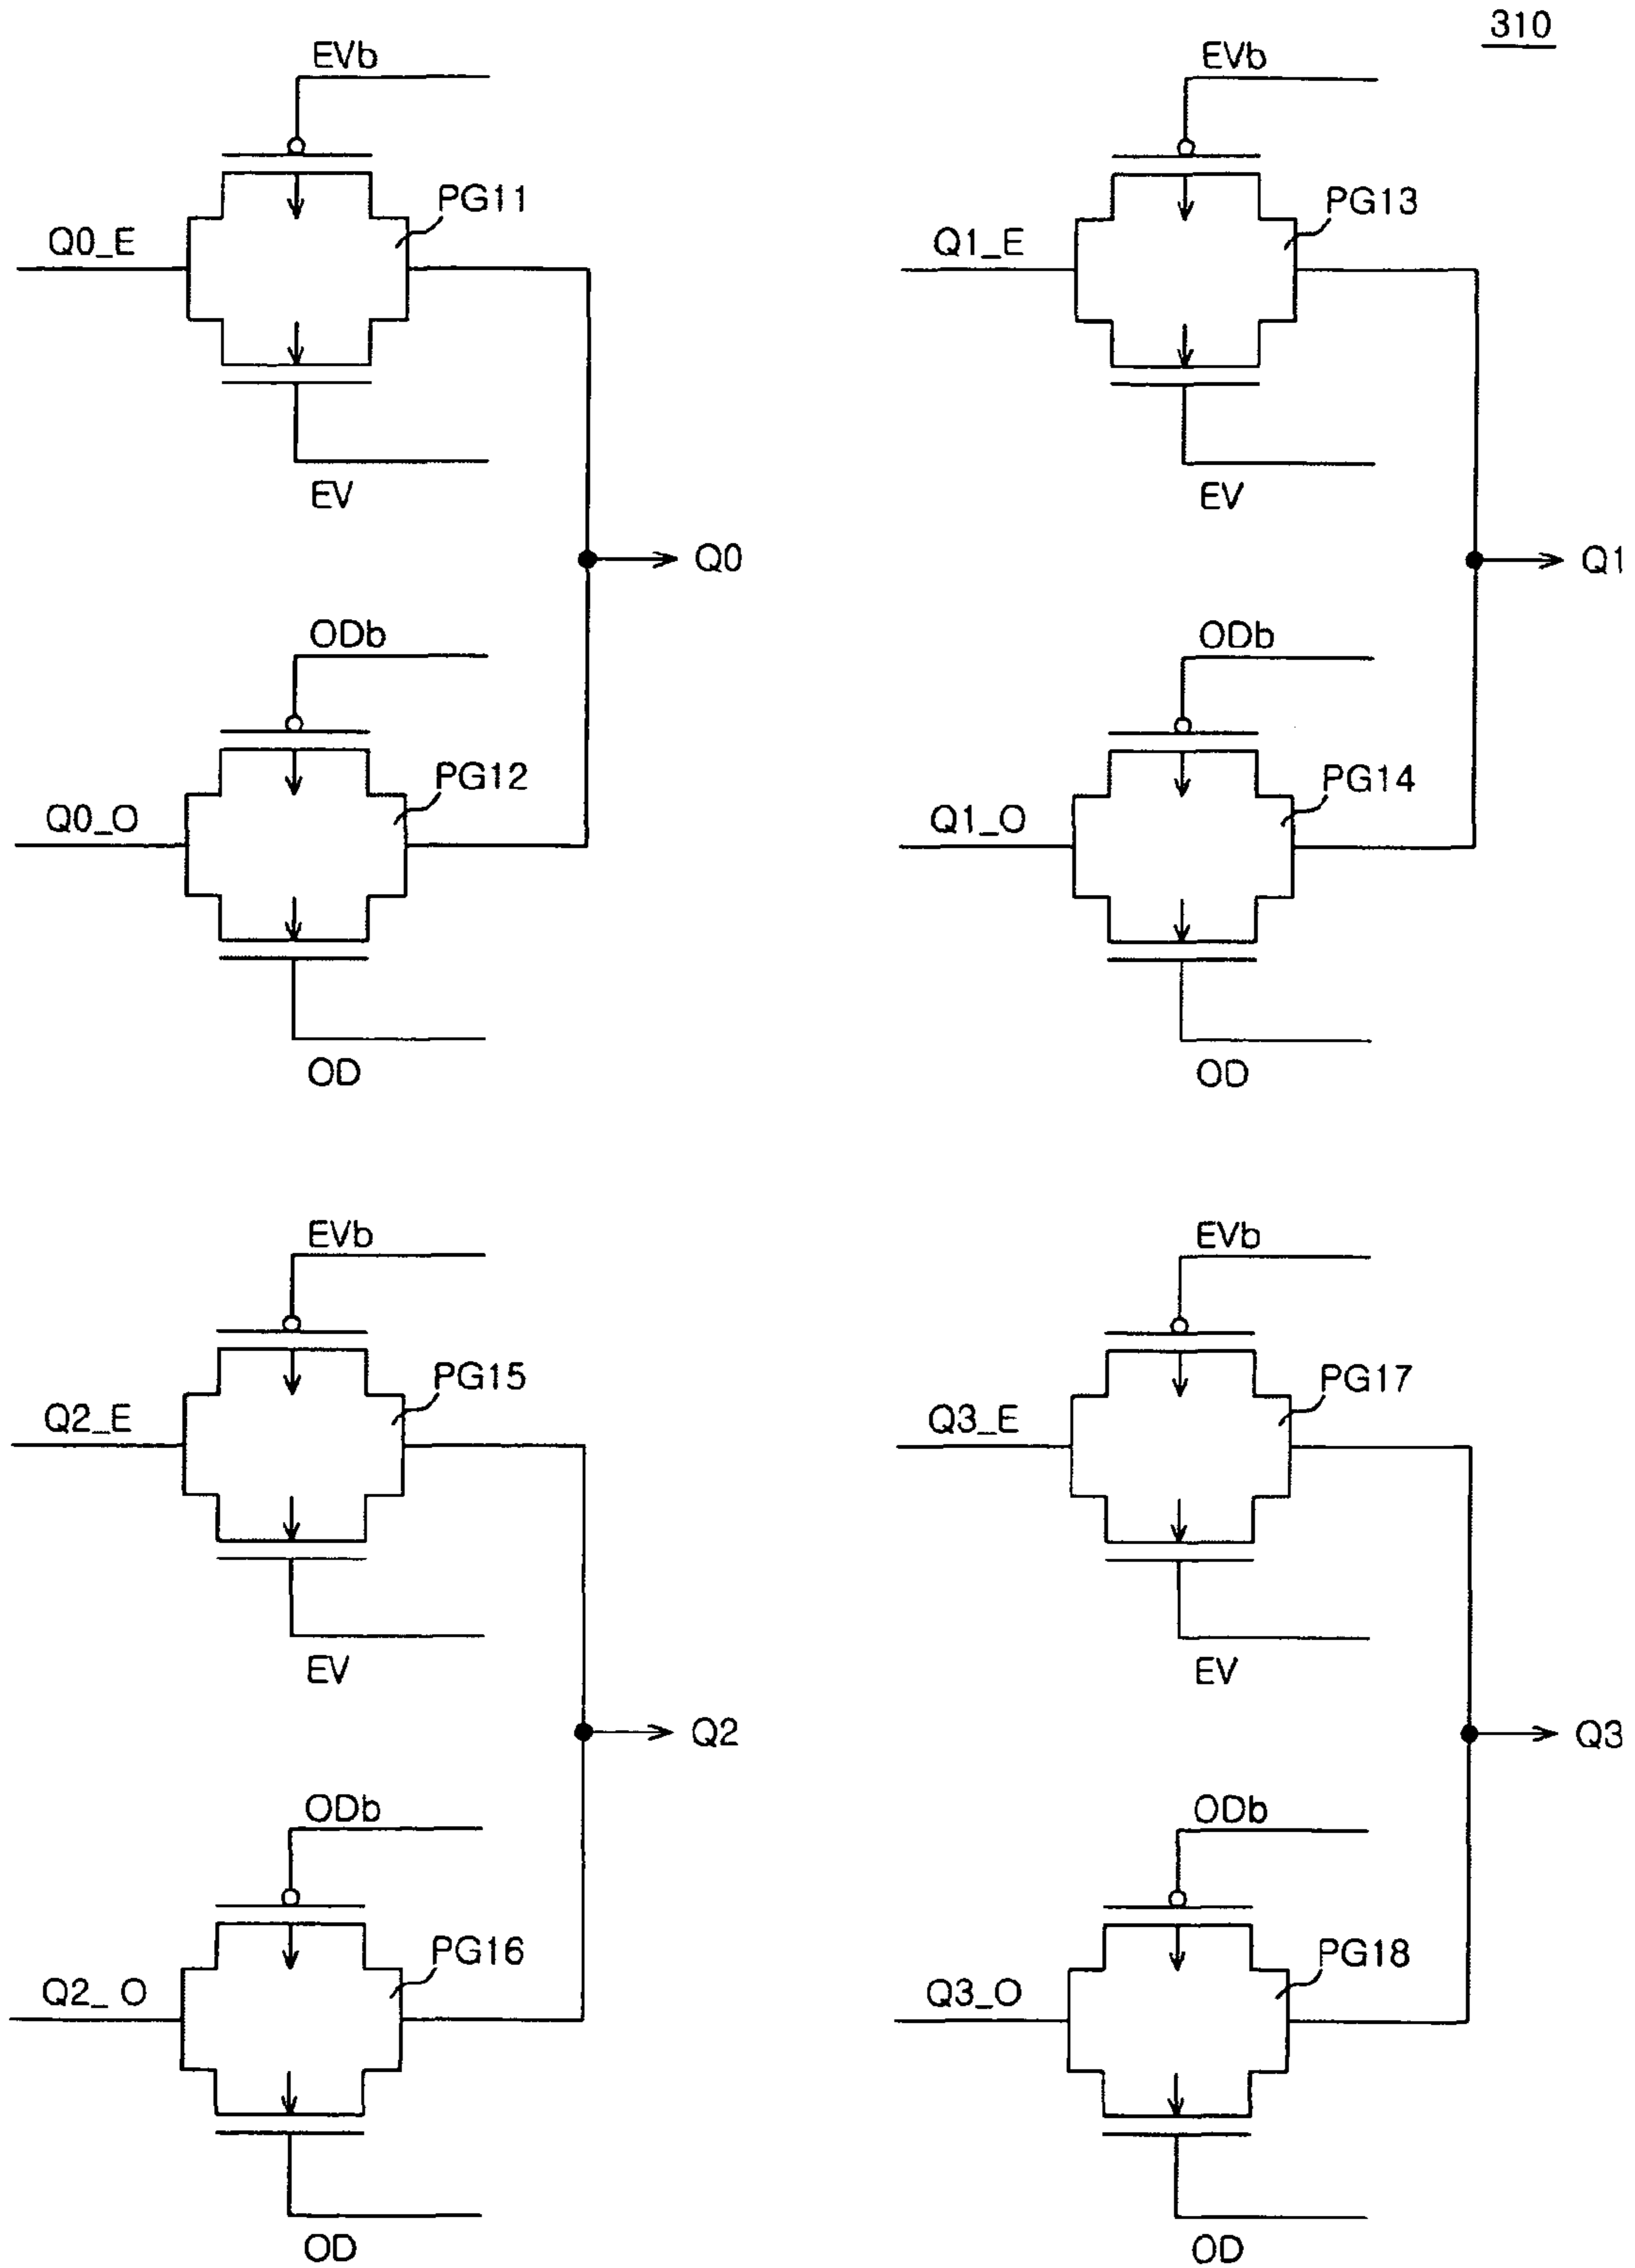 310
EVb
PG11
Q0_E
EV
Q0
ODb
PG12
Q0_O
OD
EVb
PG13
Q1_E
EV
Q1
ODb
PG14
Q1_O
OD
EVb
PG15
Q2_E
EV
Q2
ODb
PG16
Q2_ O
OD
EVb
PG17
Q3_E
EV
Q3
ODb
PG18
Q3_O
OD